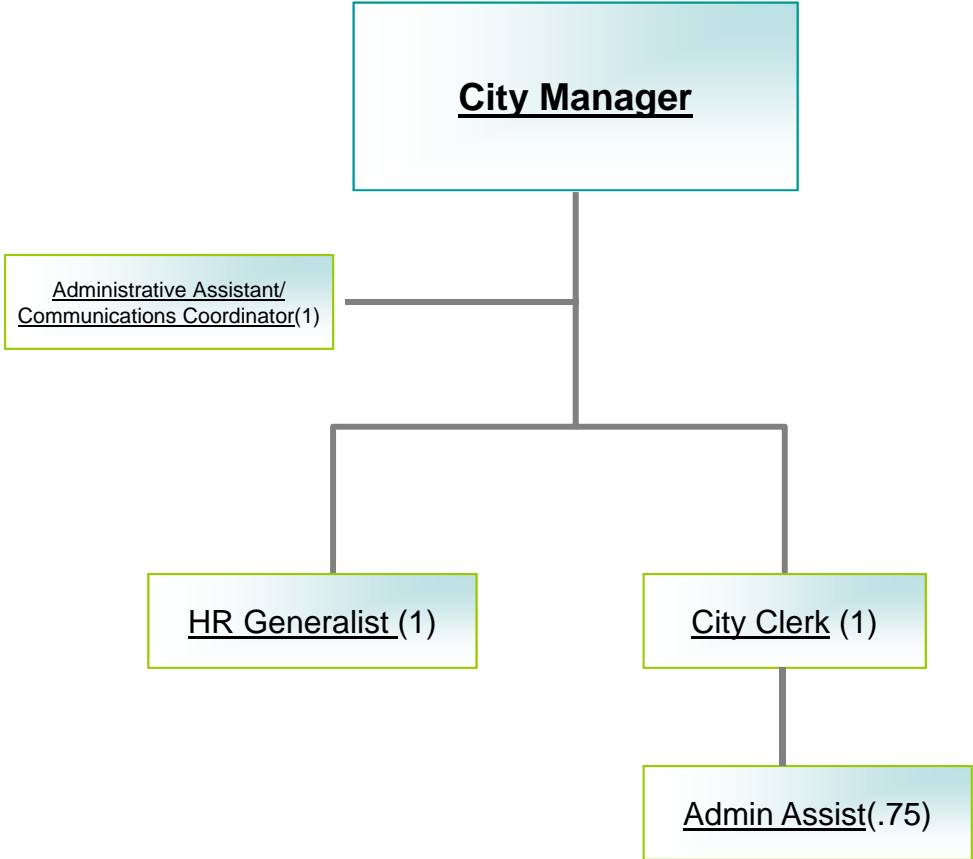 City Manager
Administrative Assistant/
Communications Coordinator(1)
HR Generalist (1)
City Clerk (1)
Admin Assist(.75)